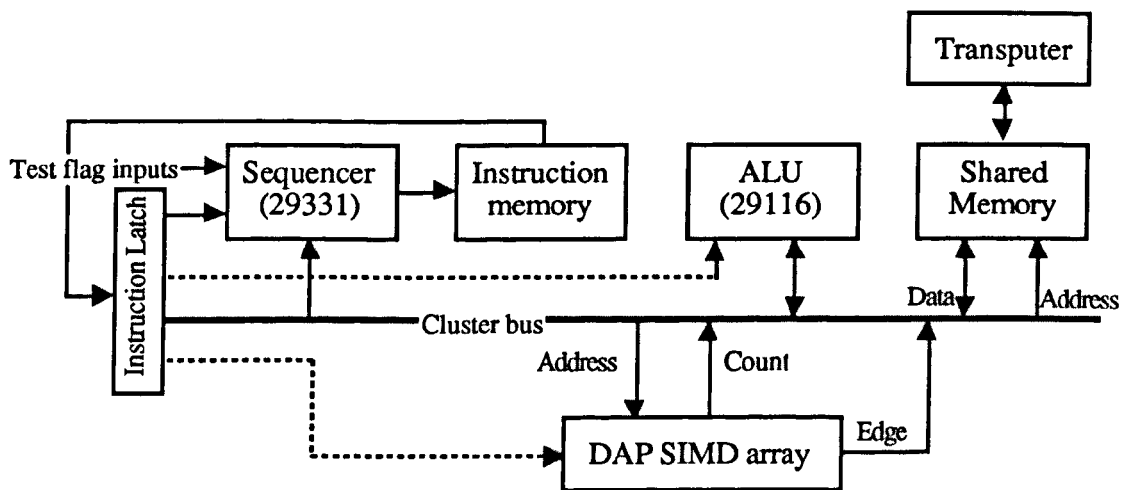 Transputer
Test flag inputs
Sequencer
(29331)
Instruction
memory
ALU
(29116)
Shared
Memory
Instruction Latch
Data
Address
Cluster bus
Address
Count
Edge
DAP SIMD array